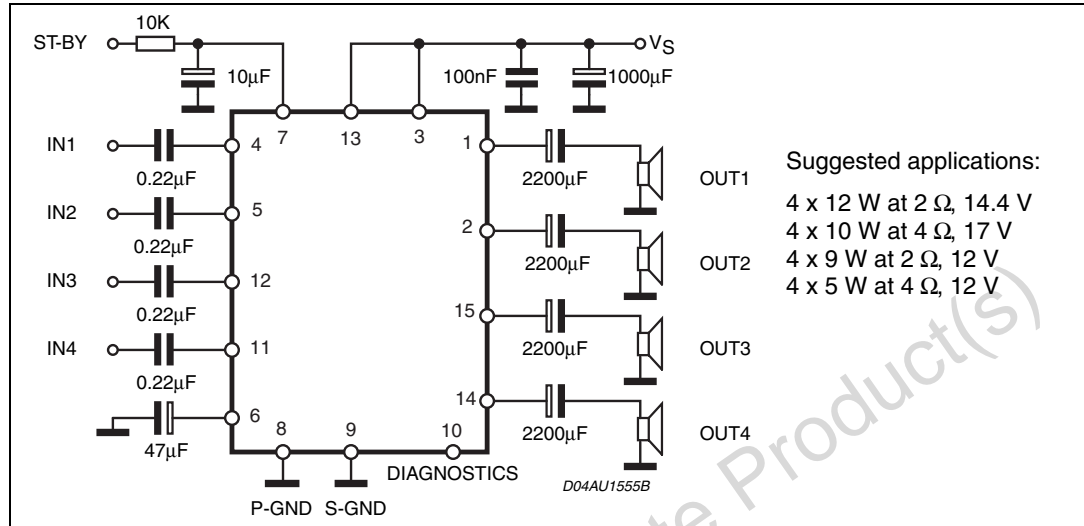 10K
ST-BY
VS
10μF
100nF
1000μF
7
13
3
IN1
4
0.22μF
1
2200μF
OUT1
IN2
5
0.22μF
2
2200μF
OUT2
IN3
12
0.22μF
15
2200μF
OUT3
IN4
11
0.22μF
14
2200μF
OUT4
6
47μF
8
9
10
DIAGNOSTICS
P-GND
S-GND
D04AU1555B
Suggested applications:
4 x 12 W at 2 Ω, 14.4 V
4 x 10 W at 4 Ω, 17 V
4 x 9 W at 2 Ω, 12 V
4 x 5 W at 4 Ω, 12 V
Product(s)